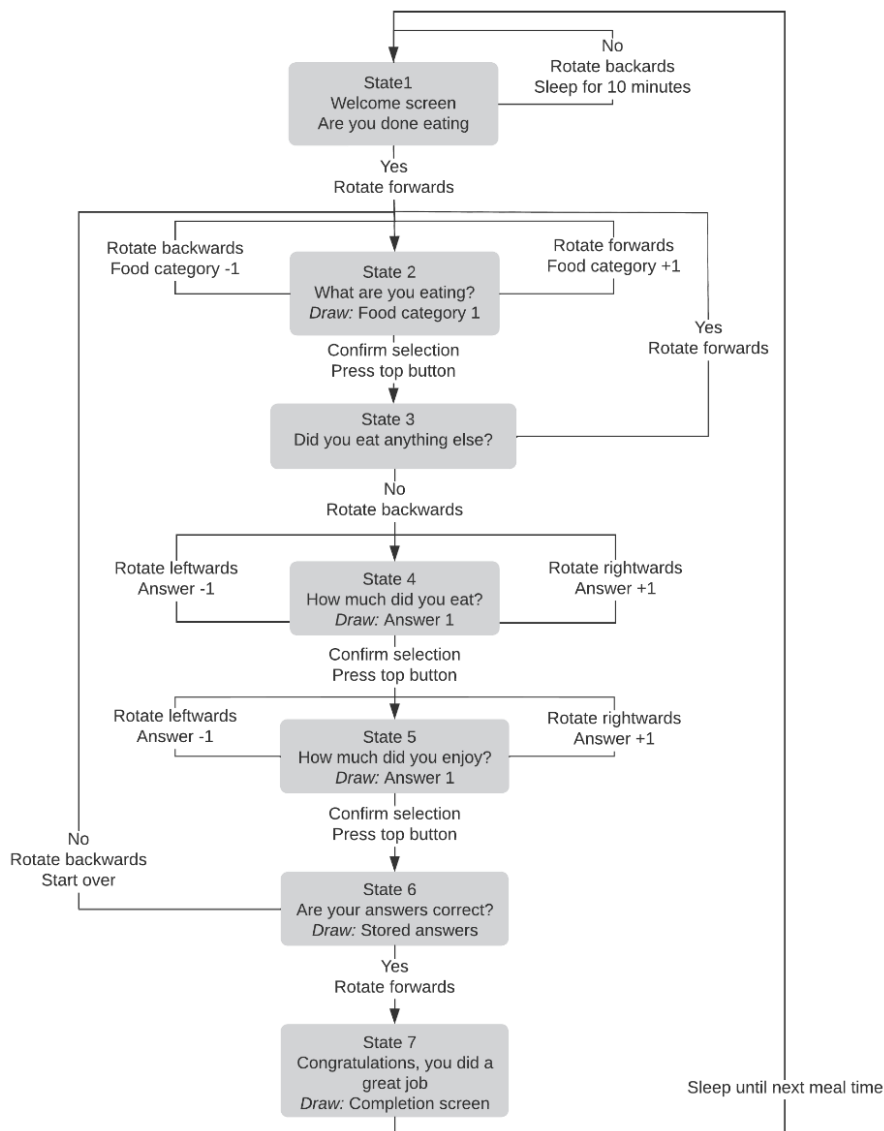 No
Rotate backards
Sleep for 10 minutes
State1
Welcome screen
Are you done eating
Yes
Rotate forwards
Rotate backwards
Food category -1
Rotate forwards
Food category +1
State 2
What are you eating?
Draw: Food category 1
Yes
Rotate forwards
Confirm selection
Press top button
State 3
Did you eat anything else?
No
Rotate backwards
Rotate leftwards
Answer -1
Rotate rightwards
Answer +1
State 4
How much did you eat?
Draw: Answer 1
Confirm selection
Press top button
Rotate leftwards
Answer -1
Rotate rightwards
Answer +1
State 5
How much did you enjoy?
Draw: Answer 1
Confirm selection
Press top button
No
Rotate backwards
Start over
State 6
Are your answers correct?
Draw: Stored answers
Yes
Rotate forwards
State 7
Congratulations, you did a
great job
Draw: Completion screen
Sleep until next meal time